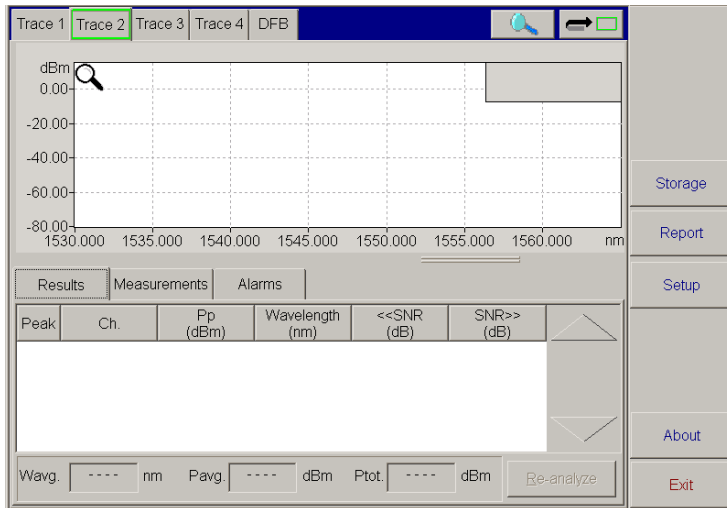 Trace 1 Trace 2 Trace 3 Trace 4 DFB
dBm
0.00
-20.00
-40.00
-60.00
-80.00
1530.000 1535.000 1540.000 1545.000 1550.000 1555.000 1560.000 nm
Storage
Report
Setup
Results Measurements Alarms
Peak Ch. Pp (dBm) Wavelength (nm) <<SNR (dB) SNR>> (dB)
About
Wavg. ---- nm Pavg. ---- dBm Ptot. ---- dBm Re-analyze
Exit